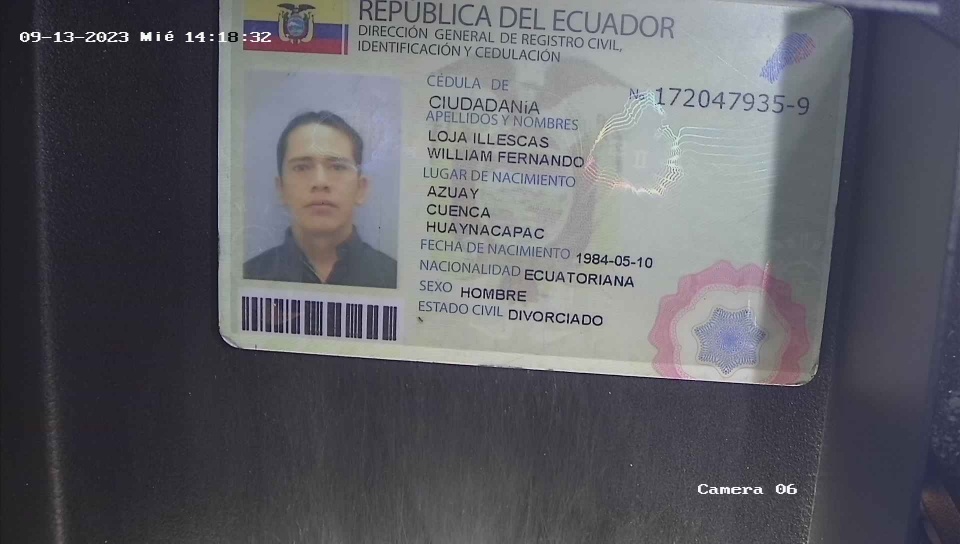 09-13-2023 Mié 14:18:32
REPÚBLICA DEL ECUADOR
DIRECCIÓN GENERAL DE REGISTRO CIVIL,
IDENTIFICACIÓN Y CEDULACIÓN
CÉDULA DE
CIUDADANíA
No. 172047935-9
APELLIDOS Y NOMBRES
LOJA ILLESCAS
WILLIAM FERNANDO
LUGAR DE NACIMIENTO
AZUAY
CUENCA
HUAYNACAPAC
FECHA DE NACIMIENTO 1984-05-10
NACIONALIDAD ECUATORIANA
SEXO HOMBRE
ESTADO CIVIL DIVORCIADO
Camera 06